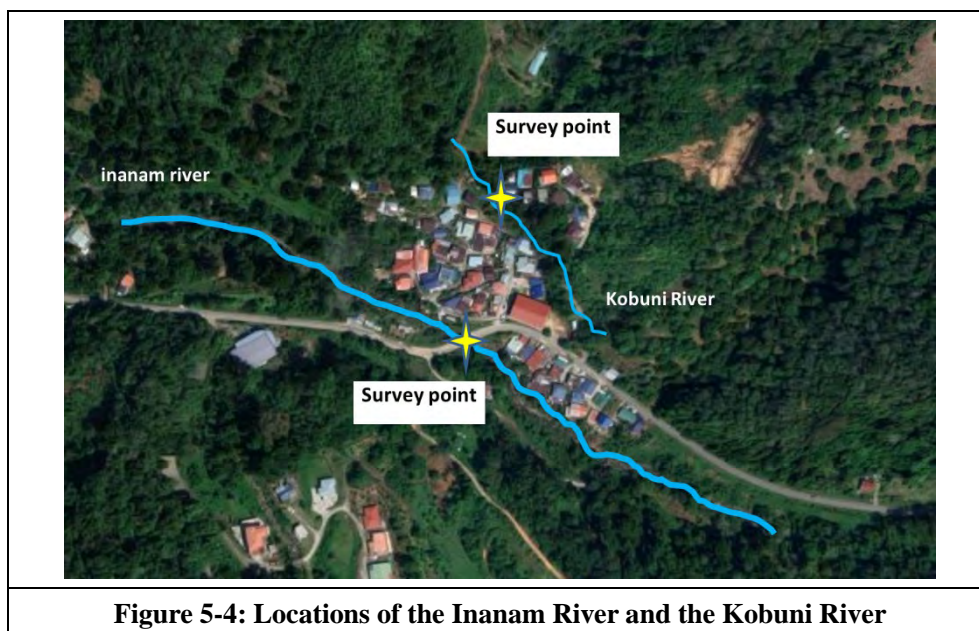 Survey point
inanam river
Kobuni River
Survey point
Figure 5-4: Locations of the Inanam River and the Kobuni River